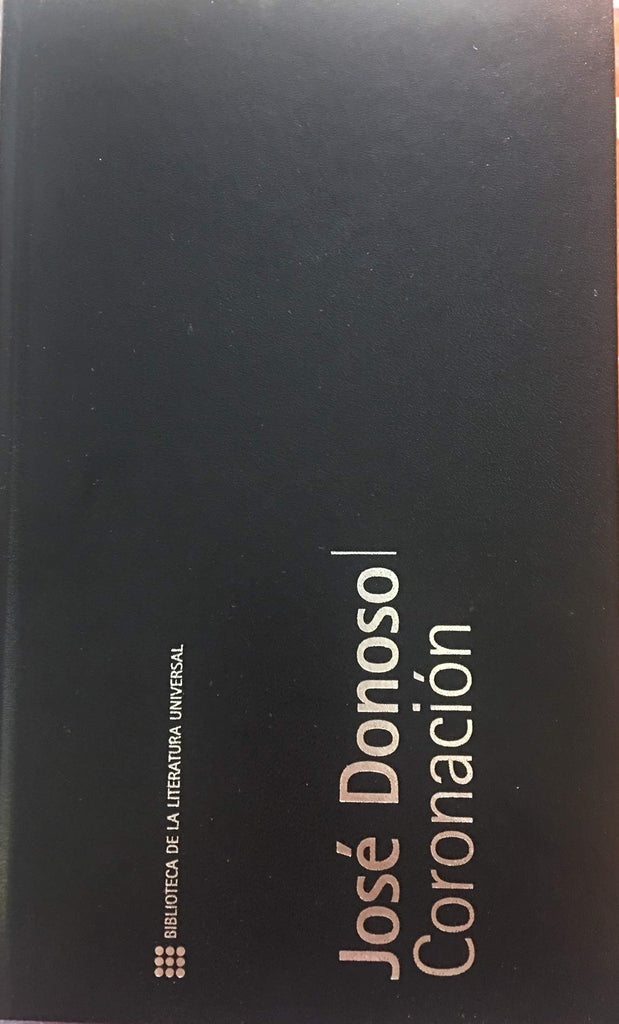 BIBLIOTECA DE LA LITERATURA UNIVERSAL
José Donoso
Coronación